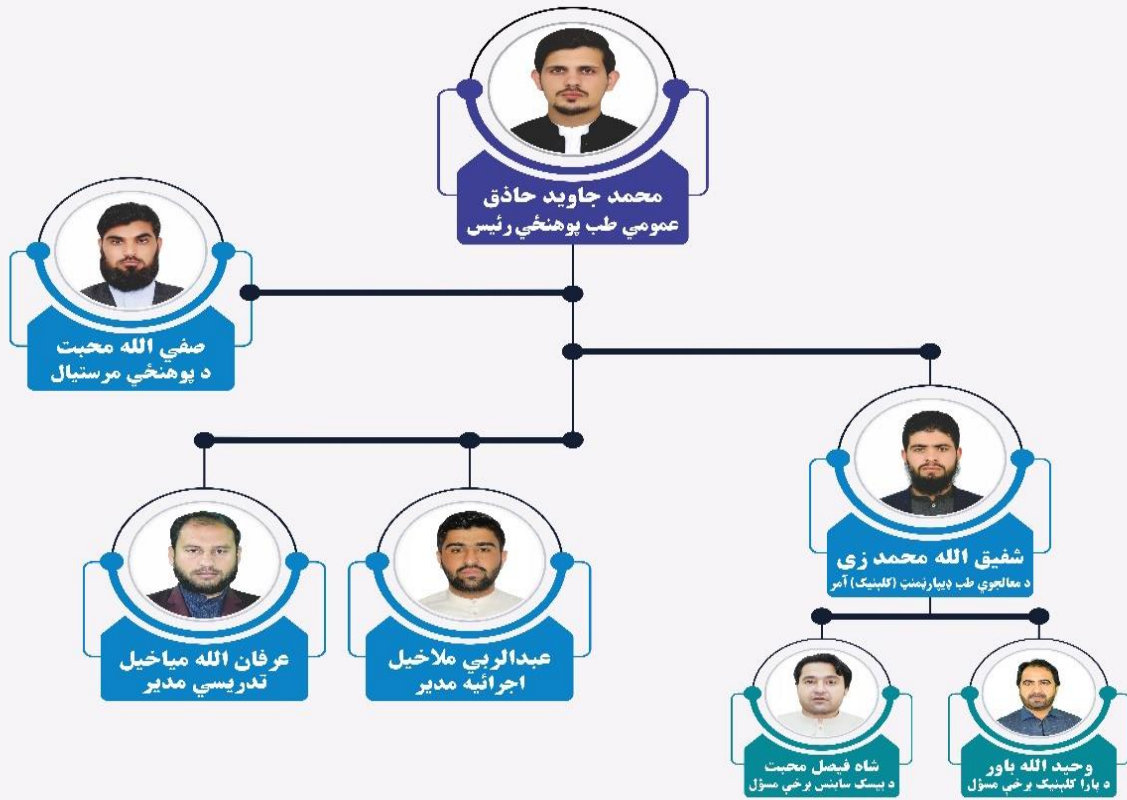 محمد جاوید حاذق
عمومي طب پوهنځي رئیس
صفي الله محبت
د پوهنځي مرستیال
شفیق الله محمد زی
د معالجوي طب ډیپارټمنټ (کلینیک) آمر
عبدالربي ملاخیل
اجرائیه مدیر
عرفان الله میاخیل
تدریسي مدیر
وحید الله باور
د پارا کلینیک برخې مسؤل
شاه فیصل محبت
د بیسک ساینس برخې مسؤل